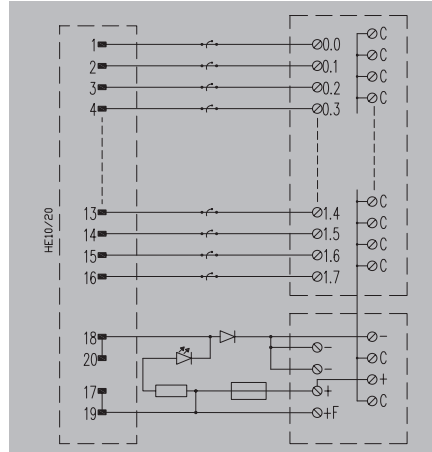 1 0.0 C
2 0.1 C
3 0.2 C
4 0.3 C
HE10/20
13 1.4 C
14 1.5 C
15 1.6 C
16 1.7 C
18 - -
20 - C
17 + +
19 +F C